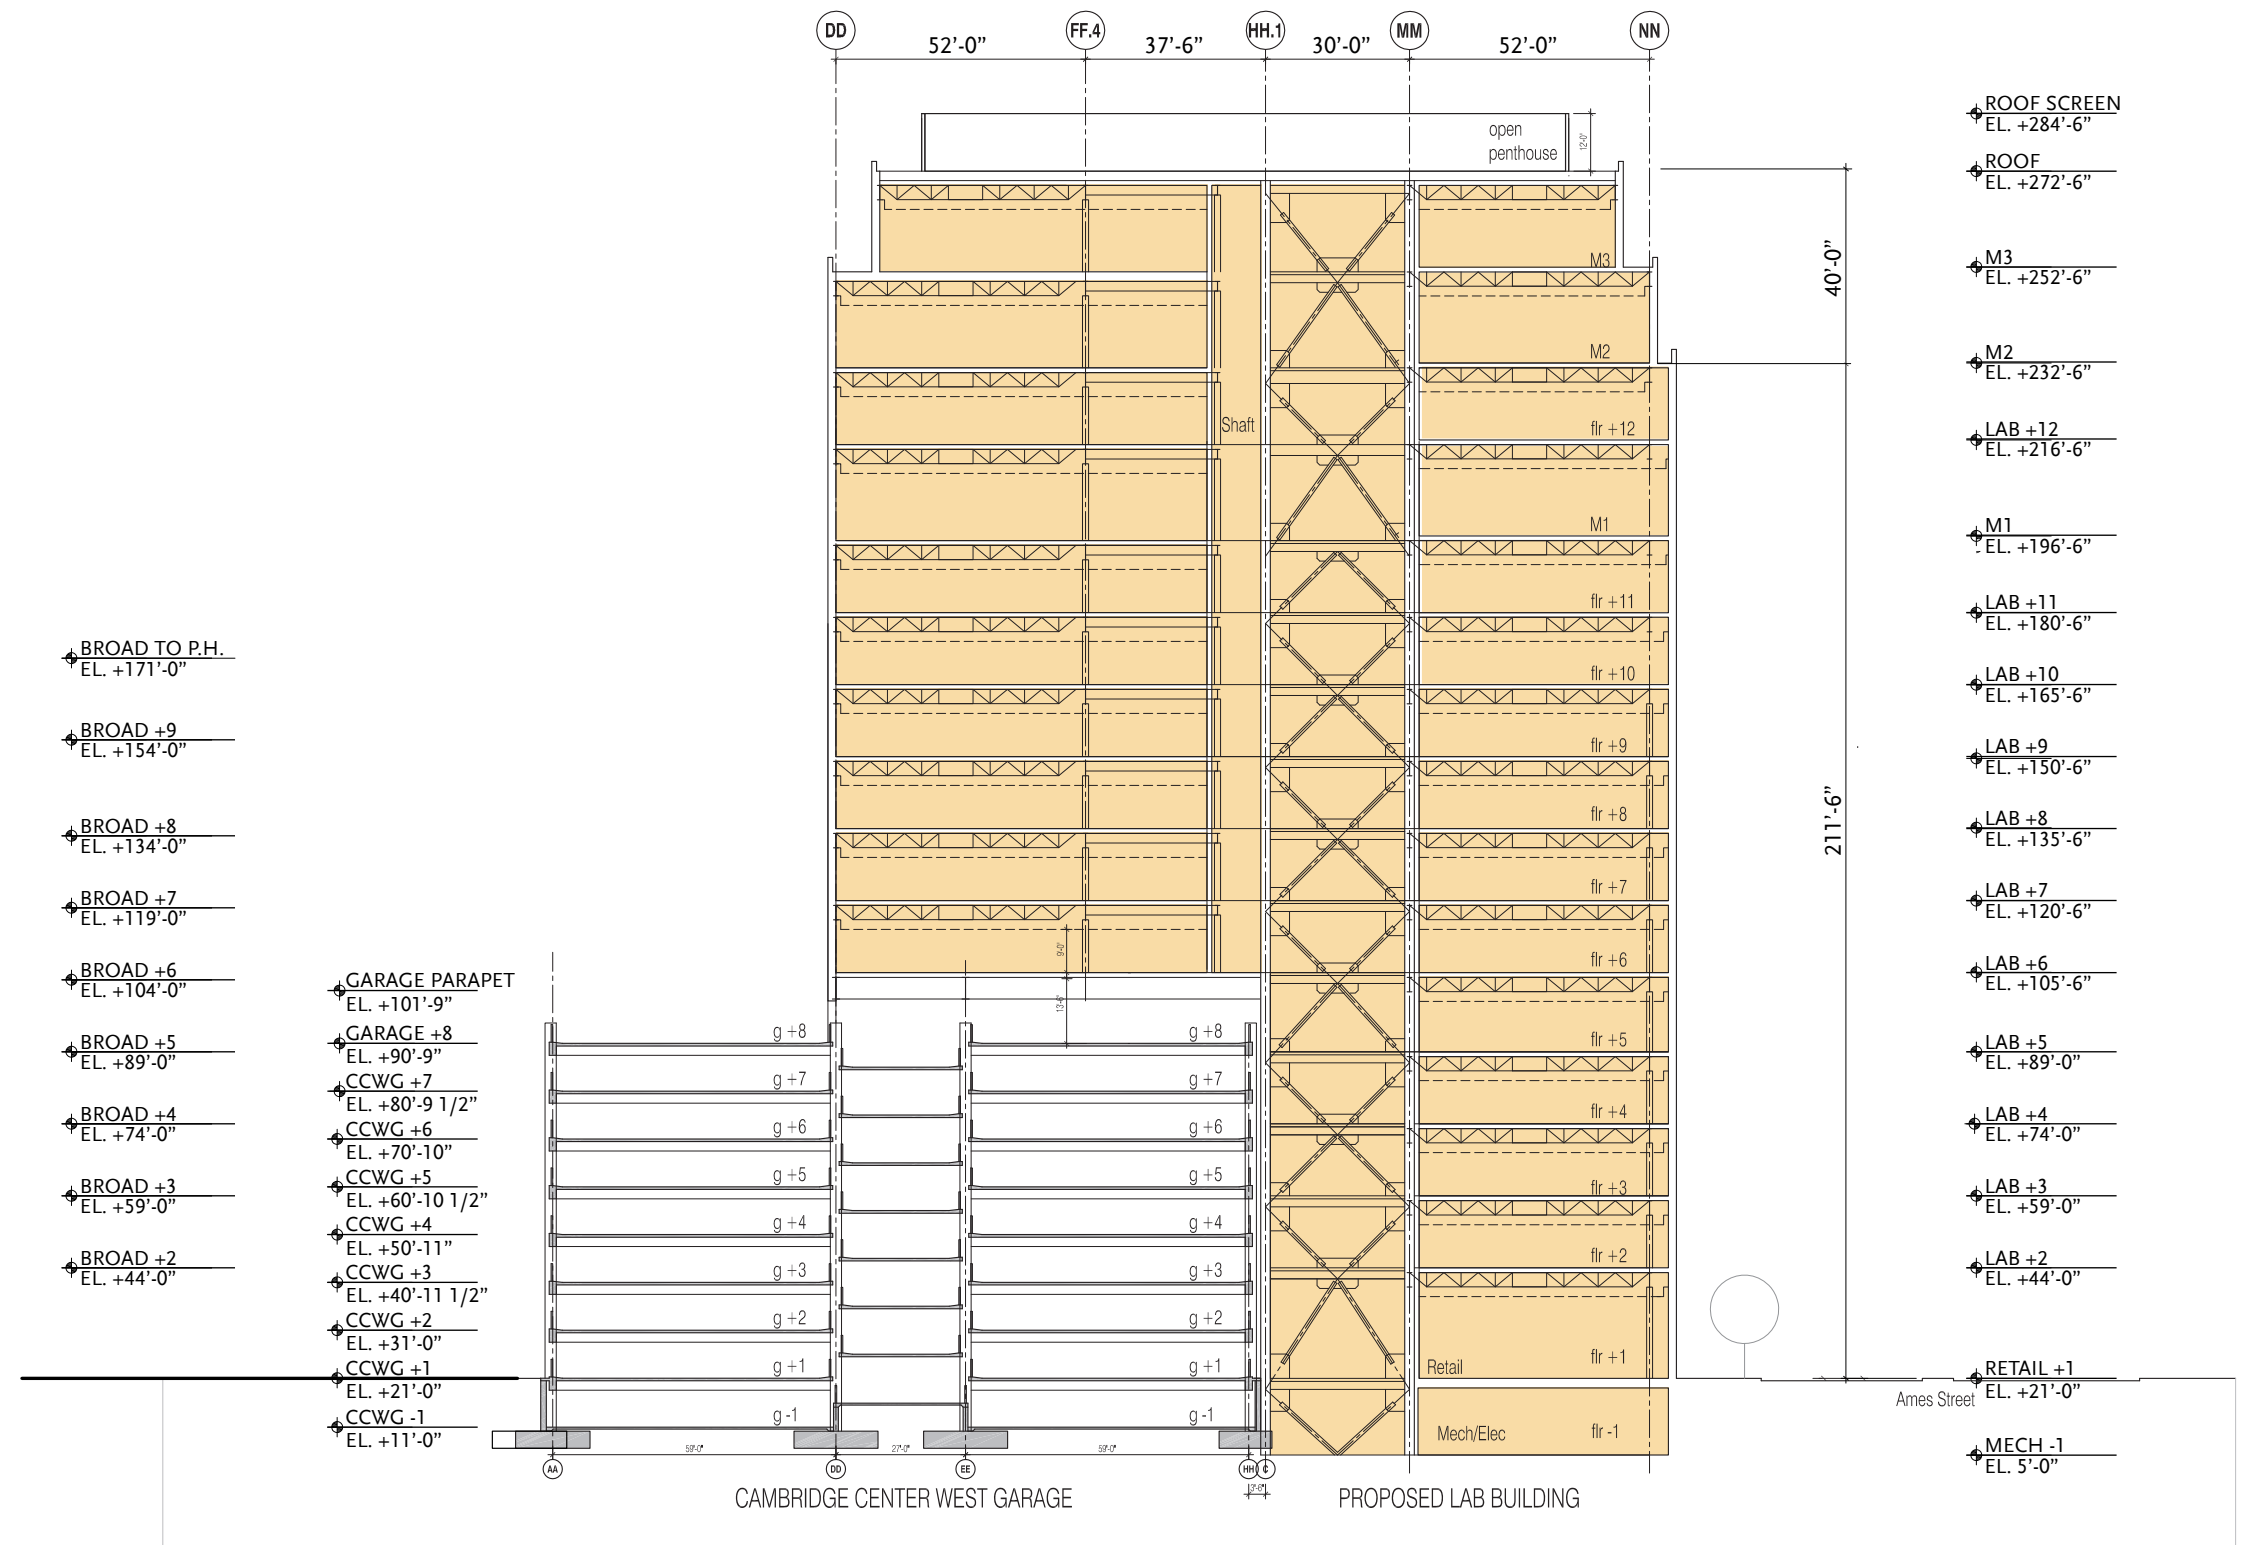 DD FF.4 HH.1 MM NN
52’-0” 37’-6” 30’-0” 52’-0”
ROOF SCREEN
EL. +284’-6”
open
penthouse
12'-0"
ROOF
EL. +272’-6”
40’-0”
M3
M3
EL. +252’-6”
M2
M2
EL. +232’-6”
Shaft
flr +12
LAB +12
EL. +216’-6”
M1
M1
EL. +196’-6”
flr +11
LAB +11
EL. +180’-6”
BROAD TO P.H.
EL. +171’-0”
flr +10
LAB +10
EL. +165’-6”
BROAD +9
EL. +154’-0”
flr +9
LAB +9
EL. +150’-6”
211’-6”
BROAD +8
EL. +134’-0”
flr +8
LAB +8
EL. +135’-6”
BROAD +7
EL. +119’-0”
flr +7
LAB +7
EL. +120’-6”
9'-0"
BROAD +6
EL. +104’-0”
flr +6
LAB +6
EL. +105’-6”
GARAGE PARAPET
EL. +101’-9”
13'-6"
BROAD +5
EL. +89’-0”
GARAGE +8
EL. +90’-9”
g +8 g +8
flr +5
LAB +5
EL. +89’-0”
CCWG +7
EL. +80’-9 1/2”
g +7 g +7
BROAD +4
EL. +74’-0”
flr +4
LAB +4
EL. +74’-0”
CCWG +6
EL. +70’-10”
g +6 g +6
BROAD +3
EL. +59’-0”
CCWG +5
EL. +60’-10 1/2”
g +5 g +5
flr +3
LAB +3
EL. +59’-0”
CCWG +4
EL. +50’-11”
g +4 g +4
BROAD +2
EL. +44’-0”
flr +2
LAB +2
EL. +44’-0”
CCWG +3
EL. +40’-11 1/2”
g +3 g +3
CCWG +2
EL. +31’-0”
g +2 g +2
CCWG +1
EL. +21’-0”
g +1 g +1
Retail
flr +1
RETAIL +1
EL. +21’-0”
Ames Street
CCWG -1
EL. +11’-0”
g -1 g -1
Mech/Elec
flr -1
MECH -1
EL. 5’-0”
59'-0" 27'-0" 59'-0"
AA DD EE HH C
3'-6"
CAMBRIDGE CENTER WEST GARAGE
PROPOSED LAB BUILDING